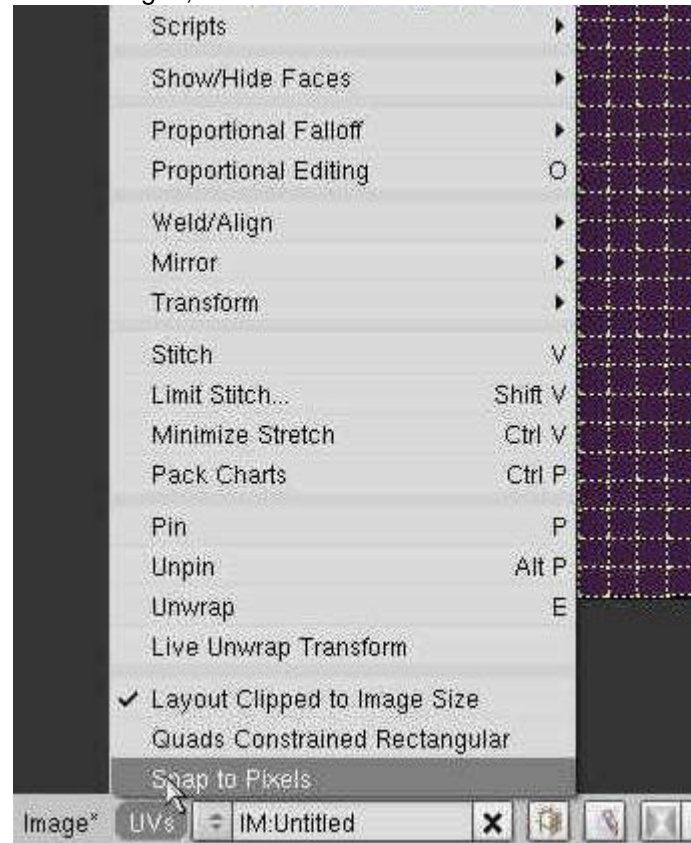 Scripts
Show/Hide Faces
Proportional Falloff
Proportional Editing O
Weld/Align
Mirror
Transform
Stitch V
Limit Stitch... Shift V
Minimize Stretch Ctrl V
Pack Charts Ctrl P
Pin P
Unpin Alt P
Unwrap E
Live Unwrap Transform
Layout Clipped to Image Size
Quads Constrained Rectangular
Snap to Pixels
Image* UVs IM:Untitled